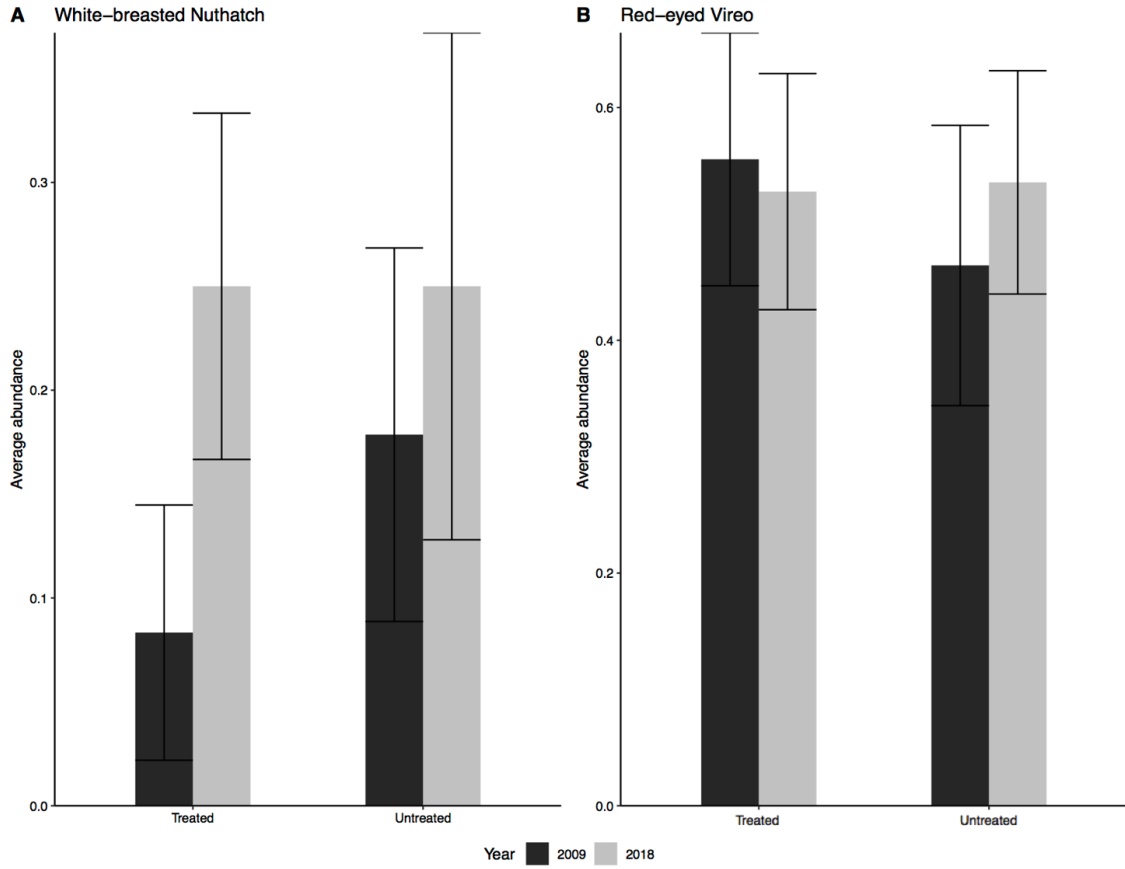 A White−breasted Nuthatch
B Red−eyed Vireo
Average abundance
0.3
0.2
0.1
0.0
Treated
Untreated
Average abundance
0.6
0.4
0.2
0.0
Treated
Untreated
Year 2009 2018